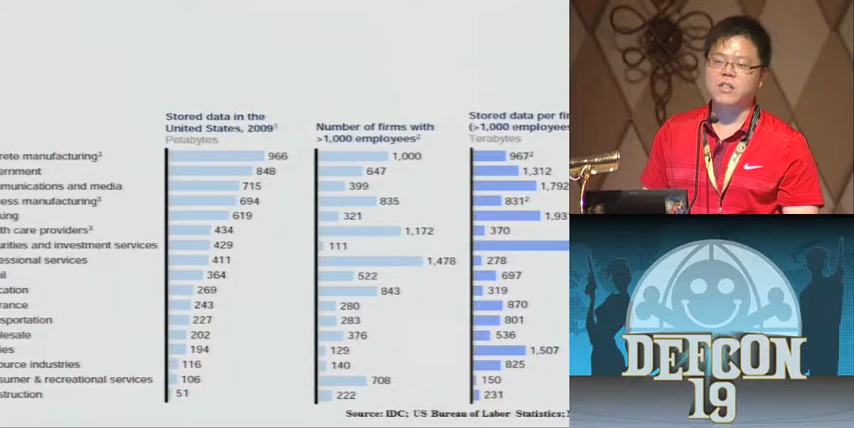 Stored data in the
United States, 2009¹
Petabytes
Number of firms with
>1,000 employees²
Stored data per fi
(>1,000 employees
Terabytes
rete manufacturing³ 966 1,000 967²
ernment 848 647 1,312
mmunications and media 715 399 1,792
cess manufacturing³ 694 835 831²
king 619 321 1,93
th care providers³ 434 1,172 370
urities and investment services 429 111
essional services 411 1,478 278
il 364 522 697
cation 269 843 319
rance 243 280 870
sportation 227 283 801
lesale 202 376 536
ies 194 129 1,507
ource industries 116 140 825
sumer & recreational services 106 708 150
struction 51 222 231
Source: IDC; US Bureau of Labor Statistics;
DEFCON
19